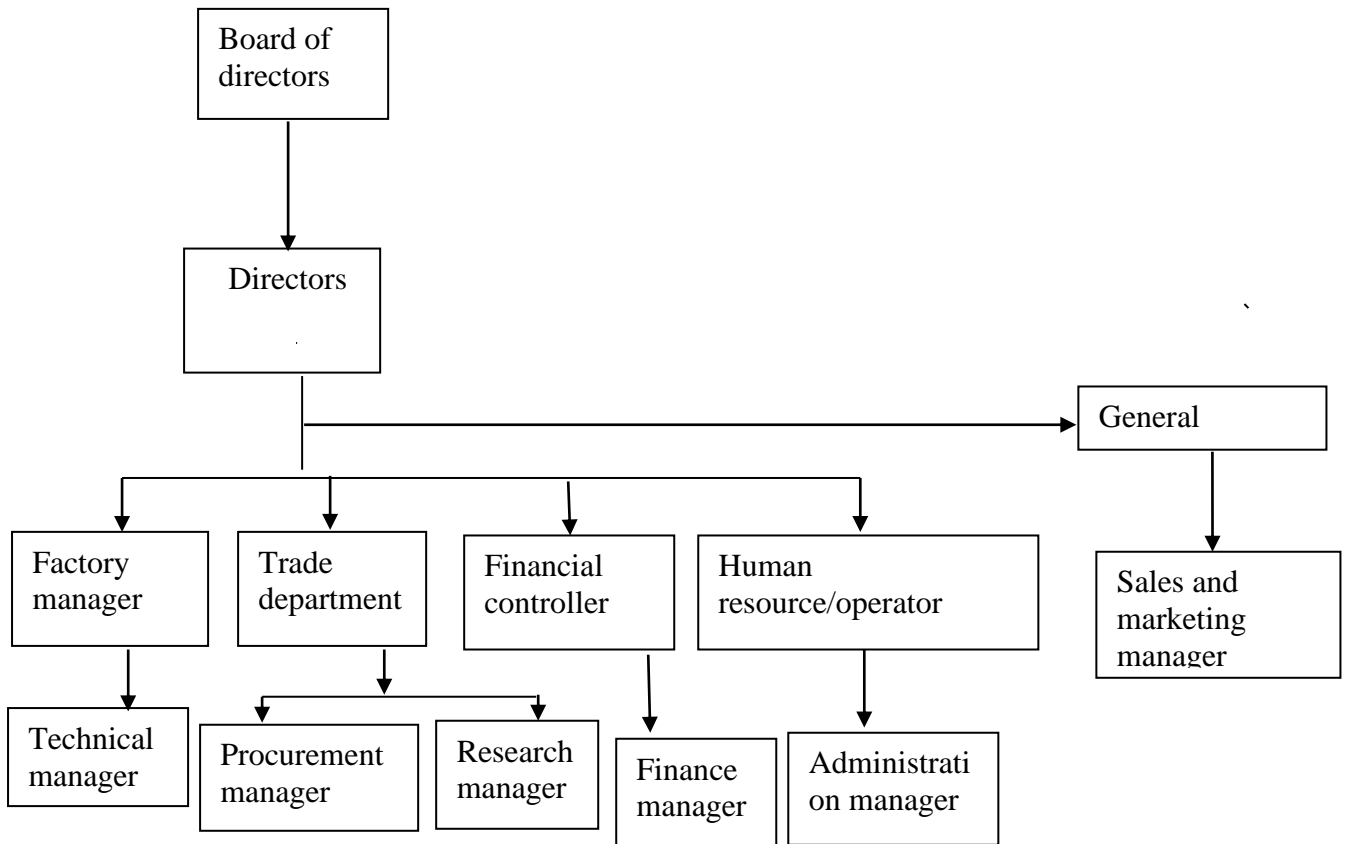 Board of
directors
Directors
General
Factory
manager
Trade
department
Financial
controller
Human
resource/operator
Sales and
marketing
manager
Technical
manager
Procurement
manager
Research
manager
Finance
manager
Administrati
on manager